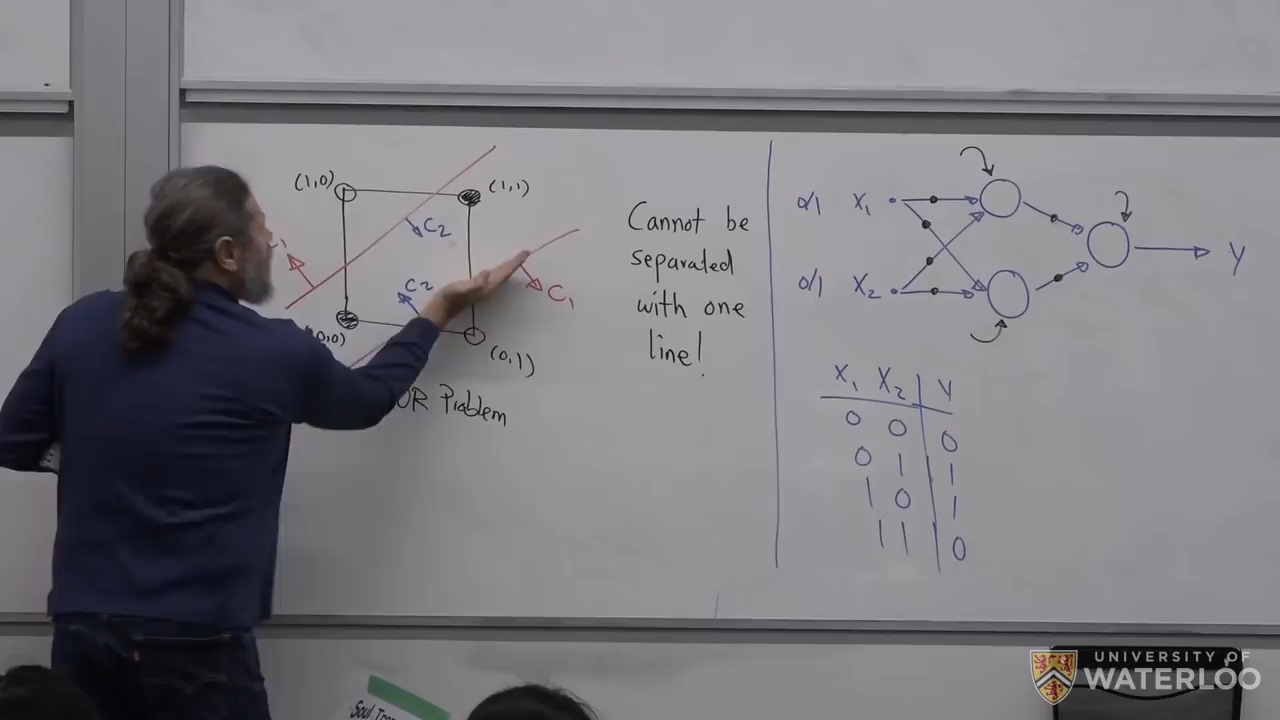 (1,0)
(1,1)
C2
C2
C1
(0,0)
(0,1)
OR Problem
Cannot be
separated
with one
line!
0/1 X1
0/1 X2
Y
X1 X2 Y
0 0 0
0 1 1
1 0 1
1 1 0
UNIVERSITY OF
WATERLOO